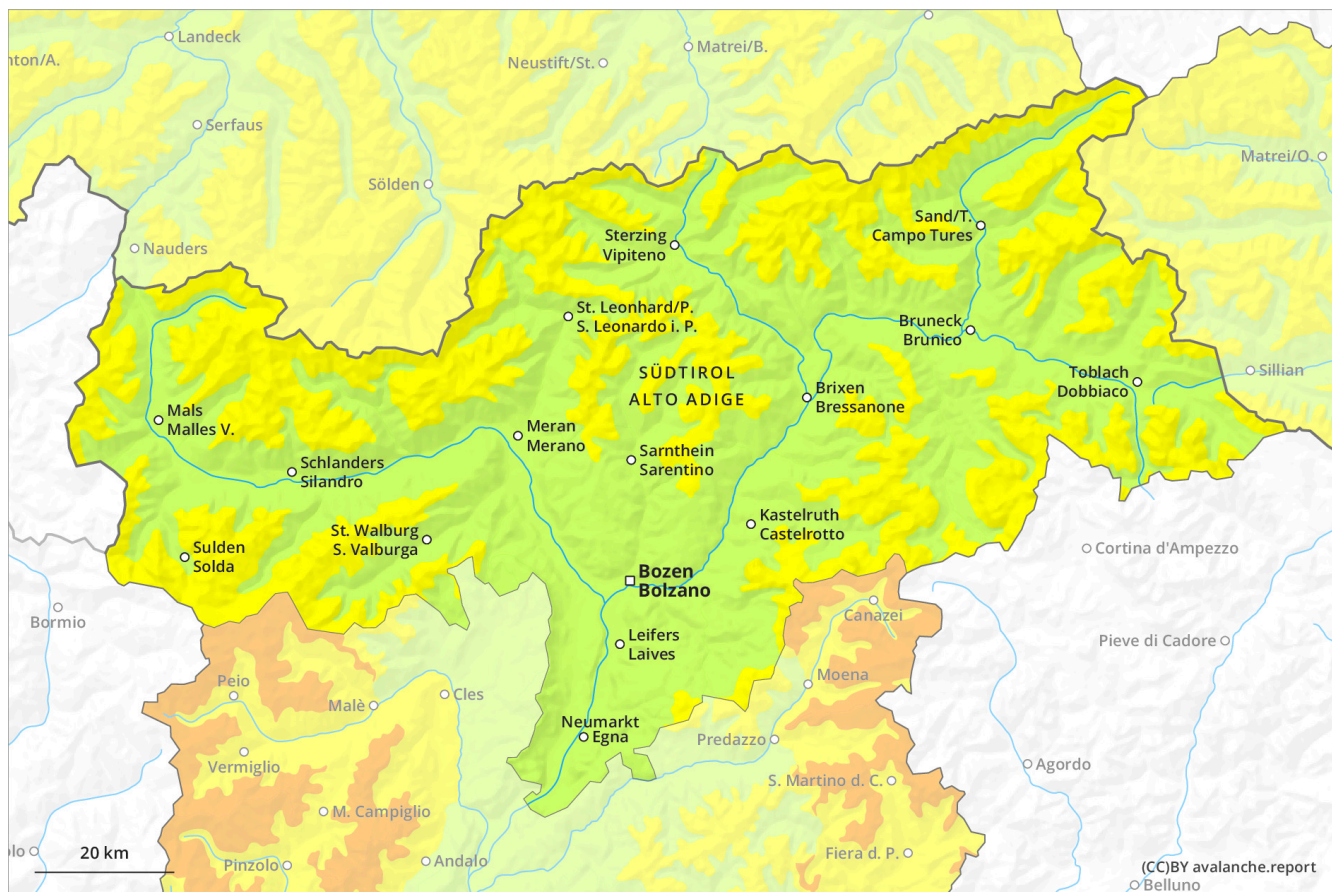 Landeck
nton/A.
Matrei/B.
Neustift/St.
Serfaus
Matrei/O.
Sölden
Sand/T.
Campo Tures
Sterzing
Vipiteno
Nauders
St. Leonhard/P.
S. Leonardo i. P.
Bruneck
Brunico
SÜDTIROL
ALTO ADIGE
Toblach
Dobbiaco
Sillian
Brixen
Bressanone
Mals
Malles V.
Meran
Merano
Sarnthein
Sarentino
Schlanders
Silandro
Kastelruth
Castelrotto
St. Walburg
S. Valburga
Sulden
Solda
Cortina d'Ampezzo
Bozen
Bolzano
Bormio
Canazei
Leifers
Laives
Pieve di Cadore
Peio
Moena
Cles
Malè
Neumarkt
Egna
Predazzo
Vermiglio
Agordo
S. Martino d. C.
M. Campiglio
olo
20 km
Pinzolo
Andalo
Fiera d. P.
(CC)BY avalanche.report
Belluno